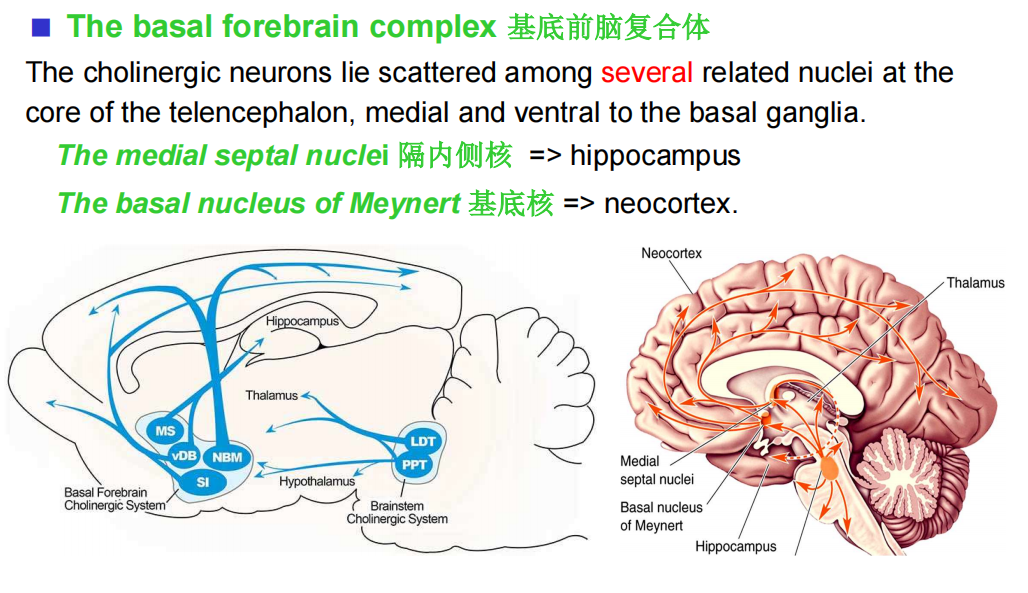 The basal forebrain complex 基底前脑复合体
The cholinergic neurons lie scattered among several related nuclei at the
core of the telencephalon, medial and ventral to the basal ganglia.
The medial septal nuclei 隔内侧核 => hippocampus
The basal nucleus of Meynert 基底核 => neocortex.
Hippocampus
Thalamus
MS
vDB
NBM
SI
LDT
PPT
Hypothalamus
Basal Forebrain
Cholinergic System
Brainstem
Cholinergic System
Neocortex
Thalamus
Medial
septal nuclei
Basal nucleus
of Meynert
Hippocampus